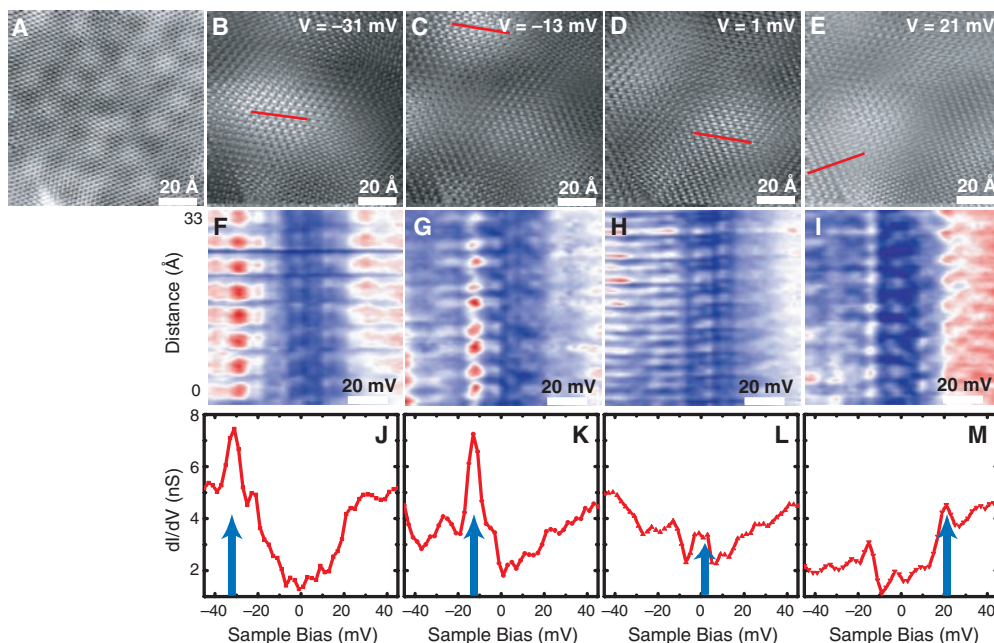 A
B
V = –31 mV
C
V = –13 mV
D
V = 1 mV
E
V = 21 mV
20 Å
20 Å
20 Å
20 Å
20 Å
33
Distance (Å)
0
F
G
H
I
20 mV
20 mV
20 mV
20 mV
8
6
4
2
dI/dV (nS)
J
K
L
M
−40 −20 0 20 40
−40 −20 0 20 40
−40 −20 0 20 40
−40 −20 0 20 40
Sample Bias (mV)
Sample Bias (mV)
Sample Bias (mV)
Sample Bias (mV)